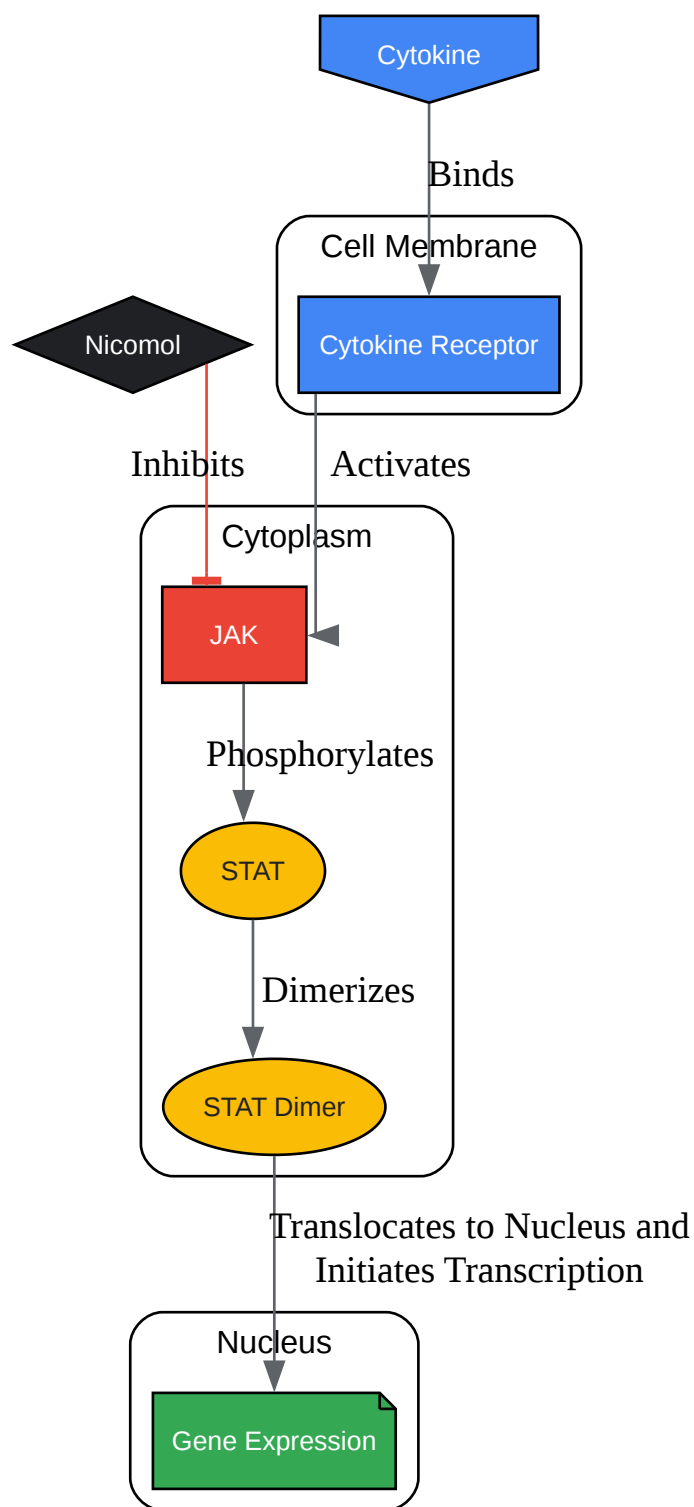 Cytokine
Binds
Cell Membrane
Nicomol
Cytokine Receptor
Inhibits
Activates
Cytoplasm
JAK
Phosphorylates
STAT
Dimerizes
STAT Dimer
Translocates to Nucleus and
Initiates Transcription
Nucleus
Gene Expression